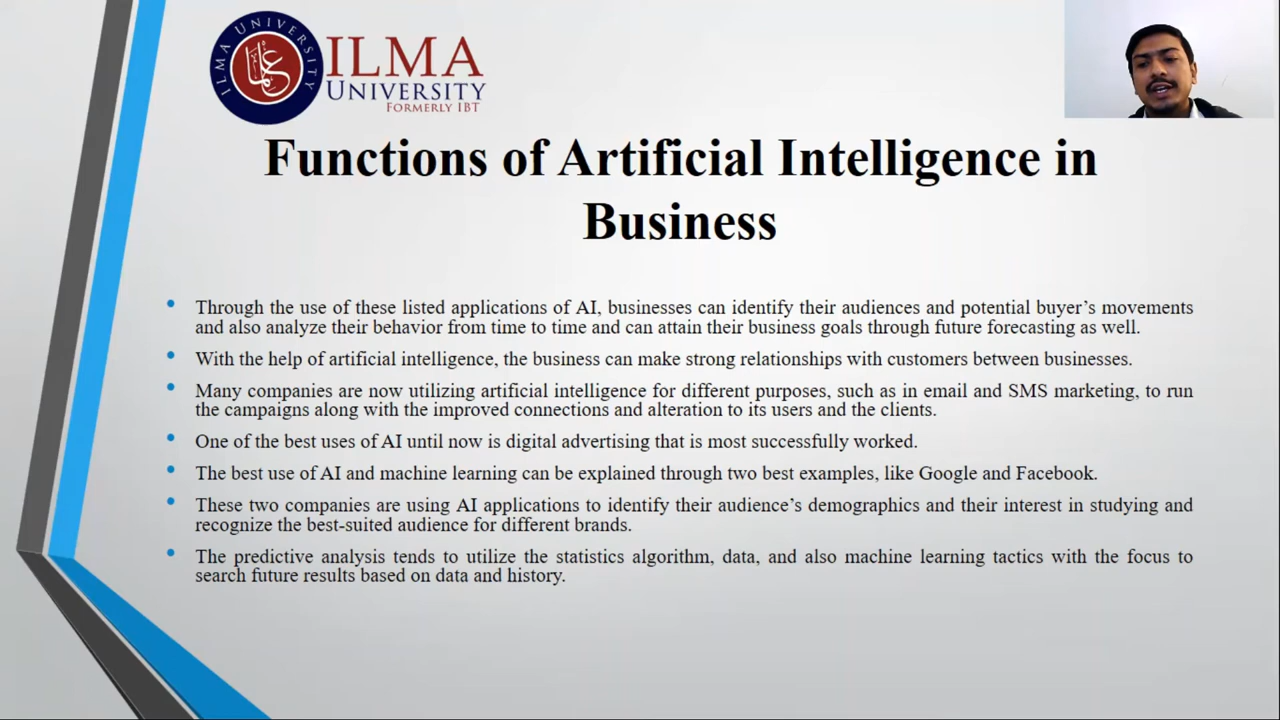 ILMA UNIVERSITY
علما
ILMA
UNIVERSITY
FORMERLY IBT
Functions of Artificial Intelligence in
Business
• Through the use of these listed applications of AI, businesses can identify their audiences and potential buyer's movements
and also analyze their behavior from time to time and can attain their business goals through future forecasting as well.
• With the help of artificial intelligence, the business can make strong relationships with customers between businesses.
• Many companies are now utilizing artificial intelligence for different purposes, such as in email and SMS marketing, to run
the campaigns along with the improved connections and alteration to its users and the clients.
• One of the best uses of AI until now is digital advertising that is most successfully worked.
• The best use of AI and machine learning can be explained through two best examples, like Google and Facebook.
• These two companies are using AI applications to identify their audience's demographics and their interest in studying and
recognize the best-suited audience for different brands.
• The predictive analysis tends to utilize the statistics algorithm, data, and also machine learning tactics with the focus to
search future results based on data and history.